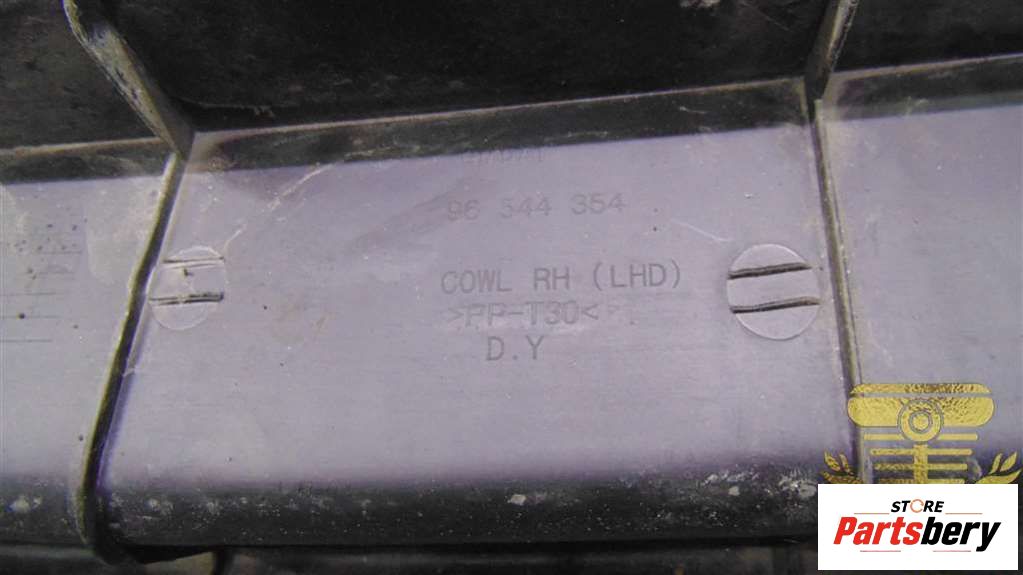 96 544 354
COWL RH (LHD)
>PP-T30<
D.Y
STORE
Partsbery